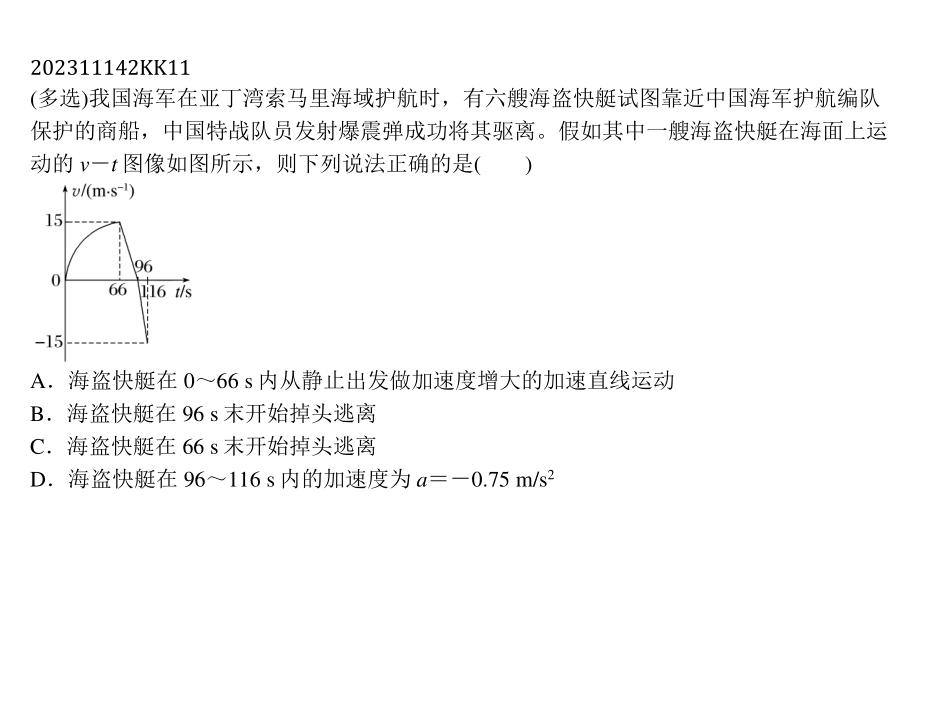 202311142KK11
(多选)我国海军在亚丁湾索马里海域护航时，有六艘海盗快艇试图靠近中国海军护航编队
保护的商船，中国特战队员发射爆震弹成功将其驱离。假如其中一艘海盗快艇在海面上运
动的 v－t 图像如图所示，则下列说法正确的是(　　)
v/(m·s⁻¹)
15
96
0
66 116 t/s
−15
A．海盗快艇在 0～66 s 内从静止出发做加速度增大的加速直线运动
B．海盗快艇在 96 s 末开始掉头逃离
C．海盗快艇在 66 s 末开始掉头逃离
D．海盗快艇在 96～116 s 内的加速度为 a＝－0.75 m/s²